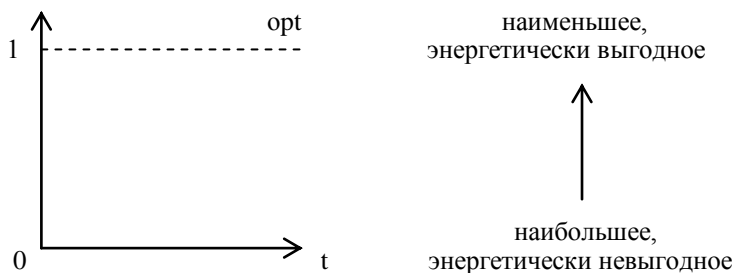 opt
1
0
t
наименьшее,
энергетически выгодное
наибольшее,
энергетически невыгодное